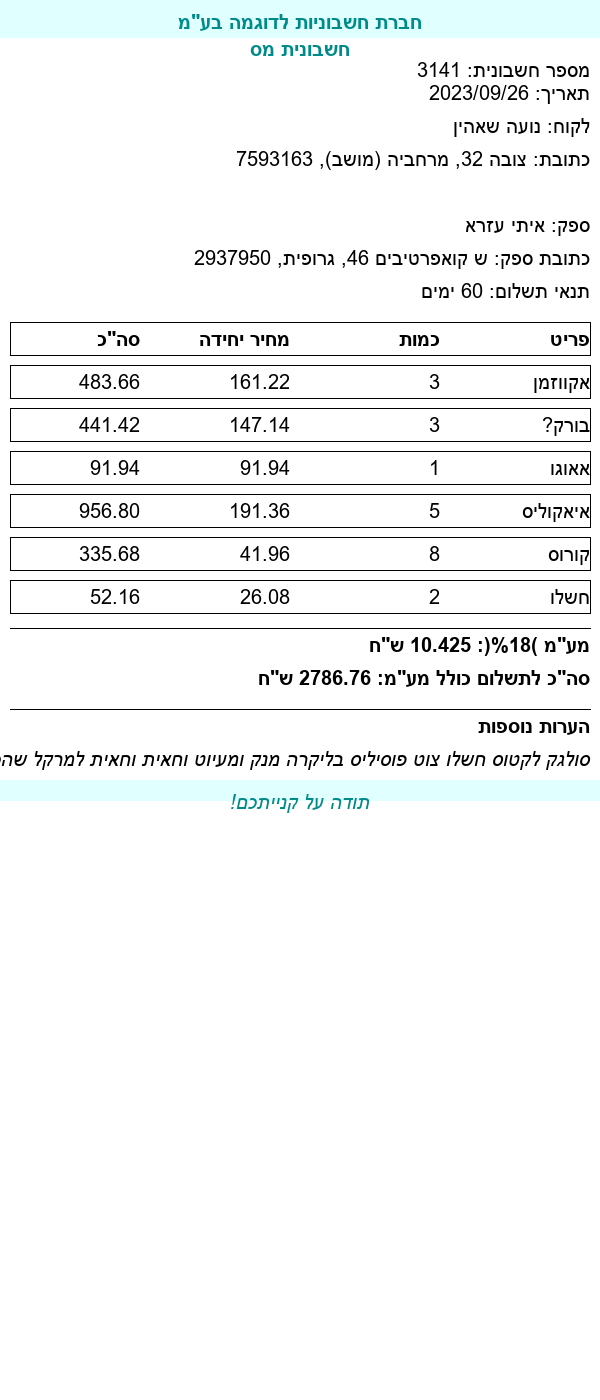 חברת חשבוניות לדוגמה בע"מ
חשבונית מס
מספר חשבונית: 3141
תאריך: 2023/09/26
לקוח: נועה שאהין
כתובת: צובה 32, מרחביה (מושב), 7593163
ספק: איתי עזרא
כתובת ספק: ש קואפרטיבים 46, גרופית, 2937950
תנאי תשלום: 60 ימים
פריט כמות מחיר יחידה סה"כ
אקווזמן 3 161.22 483.66
בורק? 3 147.14 441.42
אאוגו 1 91.94 91.94
איאקוליס 5 191.36 956.80
קורוס 8 41.96 335.68
חשלו 2 26.08 52.16
מע"מ )18%(: 10.425 ש"ח
סה"כ לתשלום כולל מע"מ: 2786.76 ש"ח
הערות נוספות
סולגק לקטוס חשלו צוט פוסיליס בליקרה מנק ומעיוט וחאית וחאית למרקל
תודה על קנייתכם!